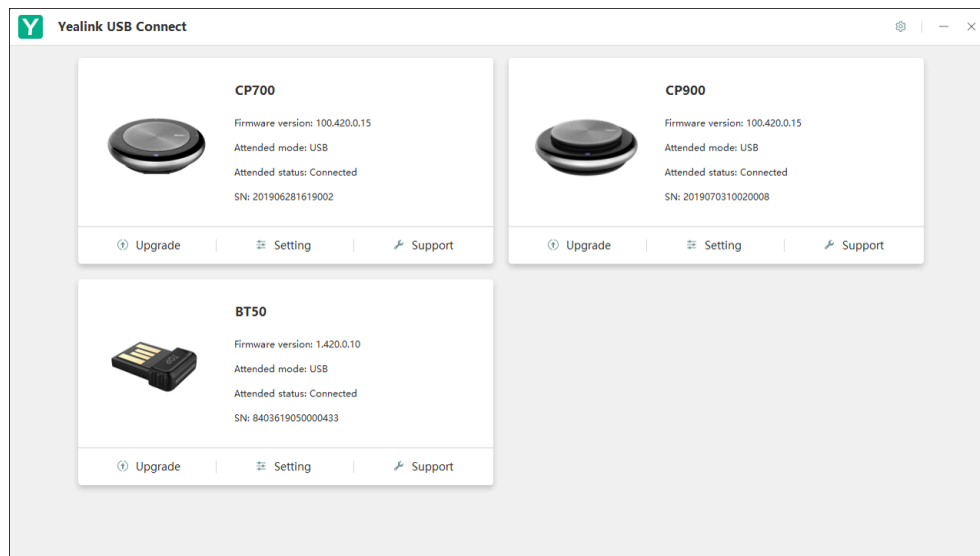 Yealink USB Connect
CP700
Firmware version: 100.420.0.15
Attended mode: USB
Attended status: Connected
SN: 201906281619002
Upgrade
Setting
Support
CP900
Firmware version: 100.420.0.15
Attended mode: USB
Attended status: Connected
SN: 2019070310020008
Upgrade
Setting
Support
BT50
Firmware version: 1.420.0.10
Attended mode: USB
Attended status: Connected
SN: 8403619050000433
Upgrade
Setting
Support